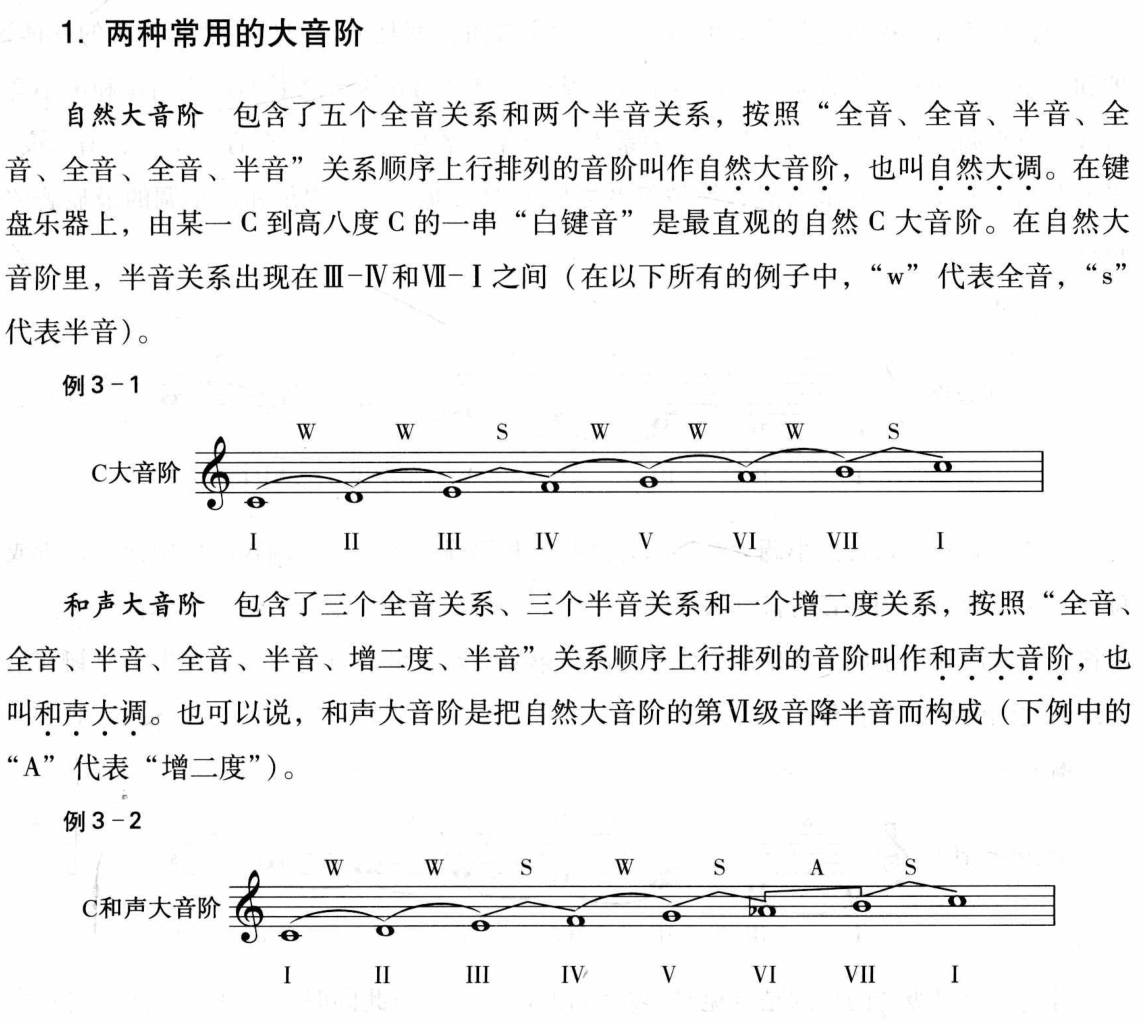 1. 两种常用的大音阶
自然大音阶 包含了五个全音关系和两个半音关系，按照“全音、全音、半音、全
音、全音、全音、半音”关系顺序上行排列的音阶叫作自然大音阶，也叫自然大调。在键
盘乐器上，由某一C到高八度C的一串“白键音”是最直观的自然C大音阶。在自然大
音阶里，半音关系出现在Ⅲ-Ⅳ和Ⅶ-Ⅰ之间（在以下所有的例子中，“w”代表全音，“s”
代表半音）。
例3-1
W W S W W W S
C大音阶
I II III IV V VI VII I
和声大音阶 包含了三个全音关系、三个半音关系和一个增二度关系，按照“全音、
全音、半音、全音、半音、增二度、半音”关系顺序上行排列的音阶叫作和声大音阶，也
叫和声大调。也可以说，和声大音阶是把自然大音阶的第Ⅵ级音降半音而构成（下例中的
“A”代表“增二度”）。
例3-2
W W S W S A S
C和声大音阶
I II III IV V VI VII I